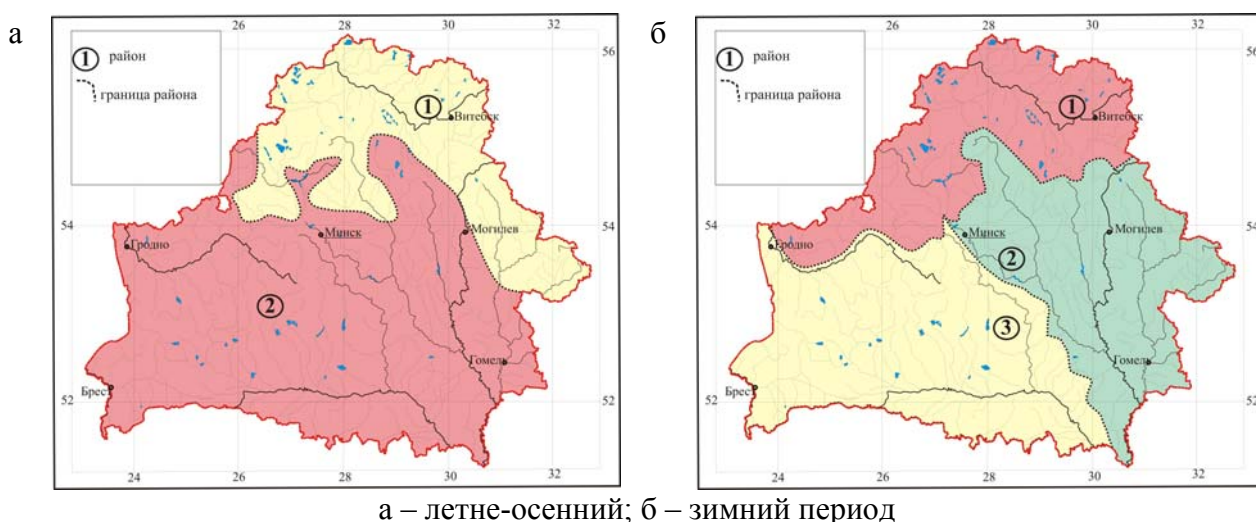 а
26 28 30 32
56
① район
граница района
①
Витебск
54
Гродно
Минск
Могилев
②
Гомель
Брест
52
24 26 28 30 32
б
26 28 30 32
56
① район
граница района
①
Витебск
54
54
Гродно
Минск
Могилев
②
③
Гомель
Брест
52
52
24 26 28 30 32
а – летне-осенний; б – зимний период